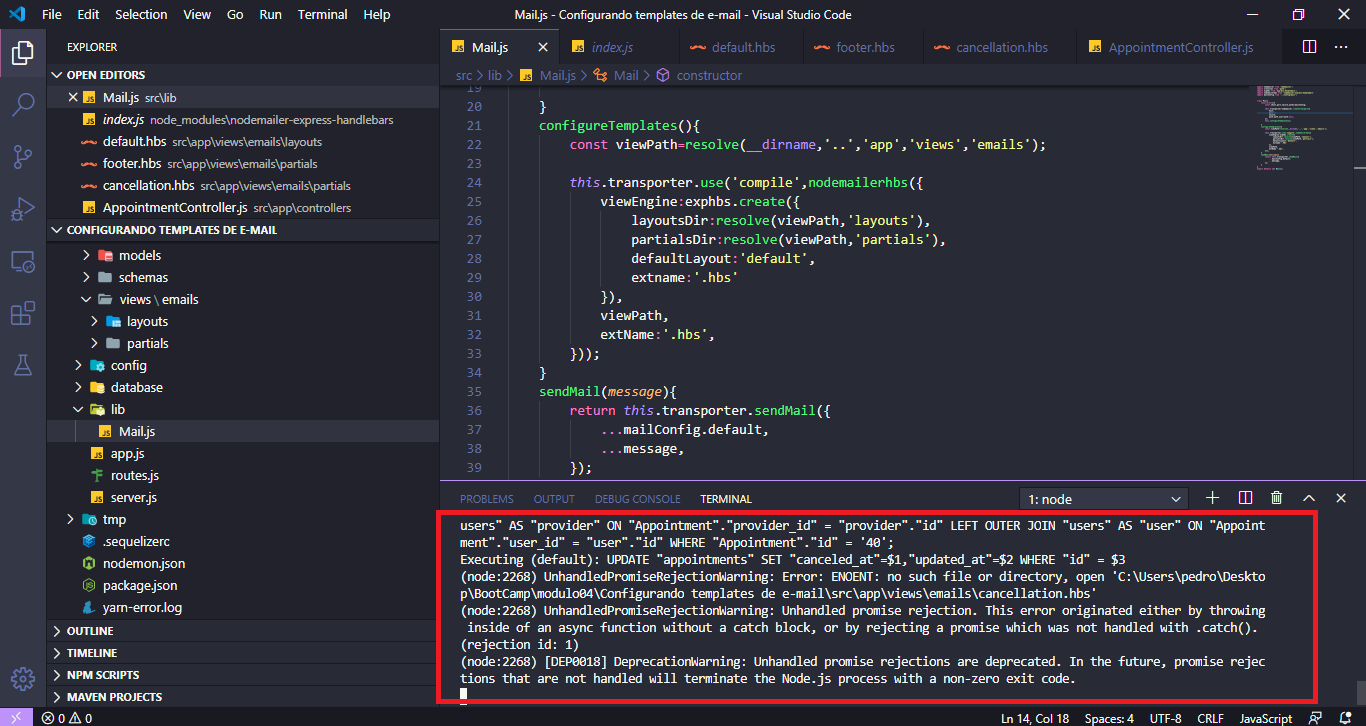 File Edit Selection View Go Run Terminal Help
Mail.js - Configurando templates de e-mail - Visual Studio Code
EXPLORER
OPEN EDITORS
Mail.js src\lib
index.js node_modules\nodemailer-express-handlebars
default.hbs src\app\views\emails\layouts
footer.hbs src\app\views\emails\partials
cancellation.hbs src\app\views\emails\partials
AppointmentController.js src\app\controllers
CONFIGURANDO TEMPLATES DE E-MAIL
models
schemas
views \ emails
layouts
partials
config
database
lib
Mail.js
app.js
routes.js
server.js
tmp
.sequelizerc
nodemon.json
package.json
yarn-error.log
OUTLINE
TIMELINE
NPM SCRIPTS
MAVEN PROJECTS
Mail.js index.js default.hbs footer.hbs cancellation.hbs AppointmentController.js
src > lib > Mail.js > Mail > constructor
19
20 }
21 configureTemplates(){
22 const viewPath=resolve(__dirname,'..','app','views','emails');
23
24 this.transporter.use('compile',nodemailerhbs({
25 viewEngine:exphbs.create({
26 layoutsDir:resolve(viewPath,'layouts'),
27 partialsDir:resolve(viewPath,'partials'),
28 defaultLayout:'default',
29 extname:'.hbs'
30 }),
31 viewPath,
32 extName:'.hbs',
33 }));
34 }
35 sendMail(message){
36 return this.transporter.sendMail({
37 ...mailConfig.default,
38 ...message,
39 });
PROBLEMS OUTPUT DEBUG CONSOLE TERMINAL 1: node
users" AS "provider" ON "Appointment"."provider_id" = "provider"."id" LEFT OUTER JOIN "users" AS "user" ON "Appoint
ment"."user_id" = "user"."id" WHERE "Appointment"."id" = '40';
Executing (default): UPDATE "appointments" SET "canceled_at"=$1,"updated_at"=$2 WHERE "id" = $3
(node:2268) UnhandledPromiseRejectionWarning: Error: ENOENT: no such file or directory, open 'C:\Users\pedro\Deskto
p\BootCamp\modulo04\Configurando templates de e-mail\src\app\views\emails\cancellation.hbs'
(node:2268) UnhandledPromiseRejectionWarning: Unhandled promise rejection. This error originated either by throwing
inside of an async function without a catch block, or by rejecting a promise which was not handled with .catch().
(rejection id: 1)
(node:2268) [DEP0018] DeprecationWarning: Unhandled promise rejections are deprecated. In the future, promise rejec
tions that are not handled will terminate the Node.js process with a non-zero exit code.
0 0 Ln 14, Col 18 Spaces: 4 UTF-8 CRLF JavaScript